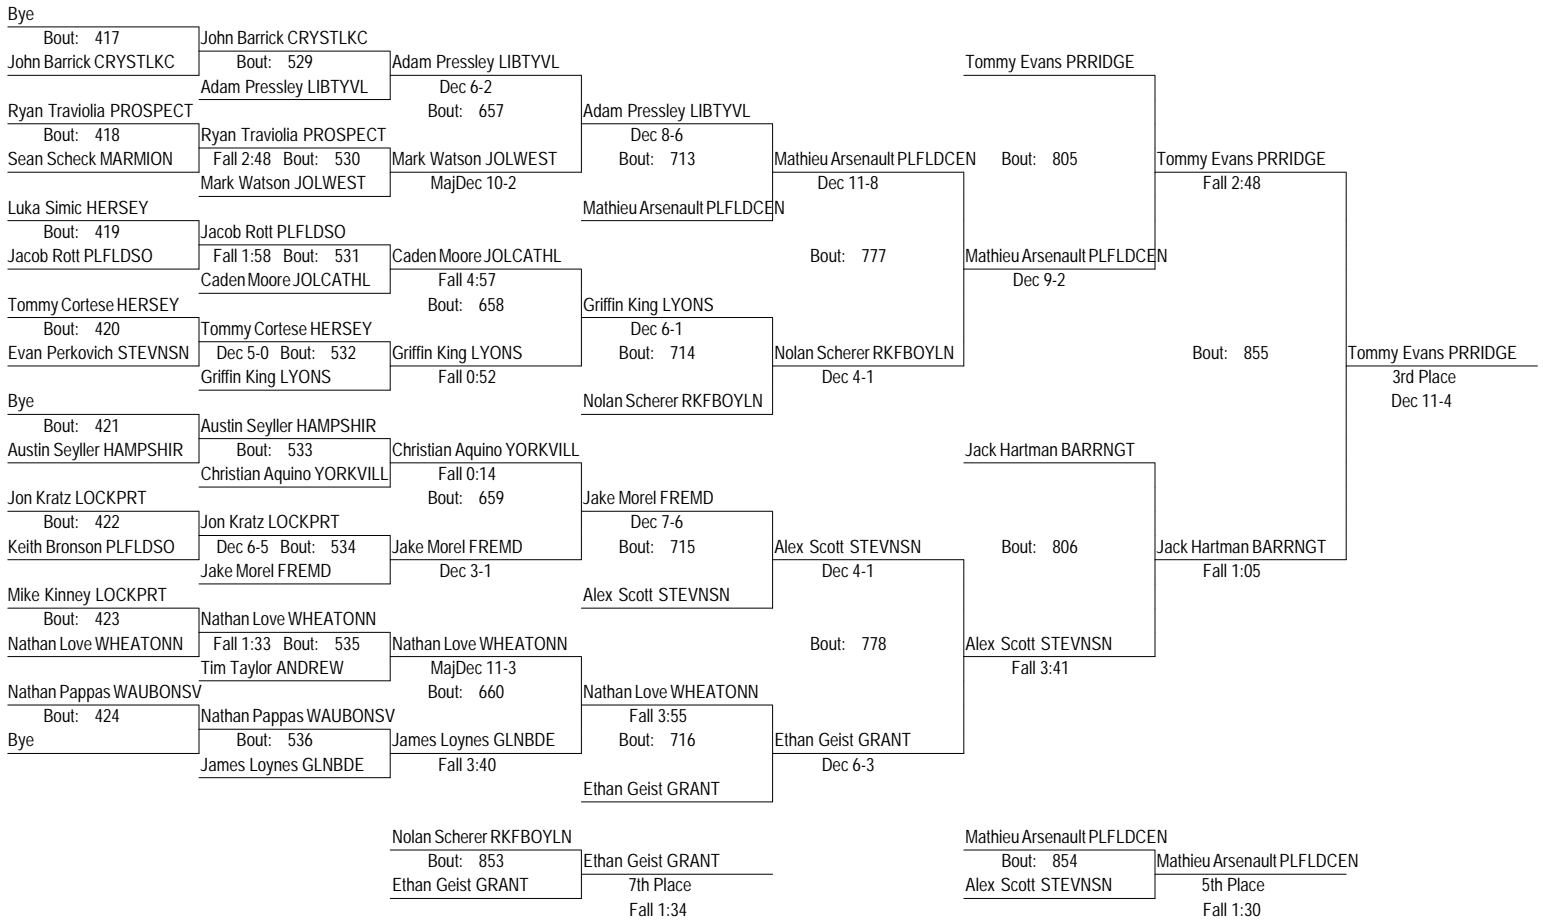 Bye
Bout: 417
John Barrick CRYSTLKC
Ryan Traviolia PROSPECT
Bout: 418
Sean Scheck MARMION
Luka Simic HERSEY
Bout: 419
Jacob Rott PLFLDSO
Tommy Cortese HERSEY
Bout: 420
Evan Perkovich STEVNSN
Bye
Bout: 421
Austin Seyller HAMPSHIR
Jon Kratz LOCKPRT
Bout: 422
Keith Bronson PLFLDSO
Mike Kinney LOCKPRT
Bout: 423
Nathan Love WHEATONN
Nathan Pappas WAUBONSV
Bout: 424
Bye
John Barrick CRYSTLKC
Bout: 529
Adam Pressley LIBTYVL
Ryan Traviolia PROSPECT
Fall 2:48 Bout: 530
Mark Watson JOLWEST
Jacob Rott PLFLDSO
Fall 1:58 Bout: 531
Caden Moore JOLCATHL
Tommy Cortese HERSEY
Dec 5-0 Bout: 532
Griffin King LYONS
Austin Seyller HAMPSHIR
Bout: 533
Christian Aquino YORKVILL
Jon Kratz LOCKPRT
Dec 6-5 Bout: 534
Jake Morel FREMD
Nathan Love WHEATONN
Fall 1:33 Bout: 535
Tim Taylor ANDREW
Nathan Pappas WAUBONSV
Bout: 536
James Loynes GLNBDE
Adam Pressley LIBTYVL
Dec 6-2
Bout: 657
Mark Watson JOLWEST
MajDec 10-2
Caden Moore JOLCATHL
Fall 4:57
Bout: 658
Griffin King LYONS
Fall 0:52
Christian Aquino YORKVILL
Fall 0:14
Bout: 659
Jake Morel FREMD
Dec 3-1
Nathan Love WHEATONN
MajDec 11-3
Bout: 660
James Loynes GLNBDE
Fall 3:40
Adam Pressley LIBTYVL
Dec 8-6
Bout: 713
Mathieu Arsenault PLFLDCEN
Griffin King LYONS
Dec 6-1
Bout: 714
Nolan Scherer RKFBOYLN
Jake Morel FREMD
Dec 7-6
Bout: 715
Alex Scott STEVNSN
Nathan Love WHEATONN
Fall 3:55
Bout: 716
Ethan Geist GRANT
Mathieu Arsenault PLFLDCEN
Dec 11-8
Bout: 777
Nolan Scherer RKFBOYLN
Dec 4-1
Alex Scott STEVNSN
Dec 4-1
Bout: 778
Ethan Geist GRANT
Dec 6-3
Tommy Evans PRRIDGE
Bout: 805
Mathieu Arsenault PLFLDCEN
Dec 9-2
Jack Hartman BARRNGT
Bout: 806
Alex Scott STEVNSN
Fall 3:41
Tommy Evans PRRIDGE
Fall 2:48
Bout: 855
Jack Hartman BARRNGT
Fall 1:05
Tommy Evans PRRIDGE
3rd Place
Dec 11-4
Nolan Scherer RKFBOYLN
Bout: 853
Ethan Geist GRANT
Ethan Geist GRANT
7th Place
Fall 1:34
Mathieu Arsenault PLFLDCEN
Bout: 854
Alex Scott STEVNSN
Mathieu Arsenault PLFLDCEN
5th Place
Fall 1:30